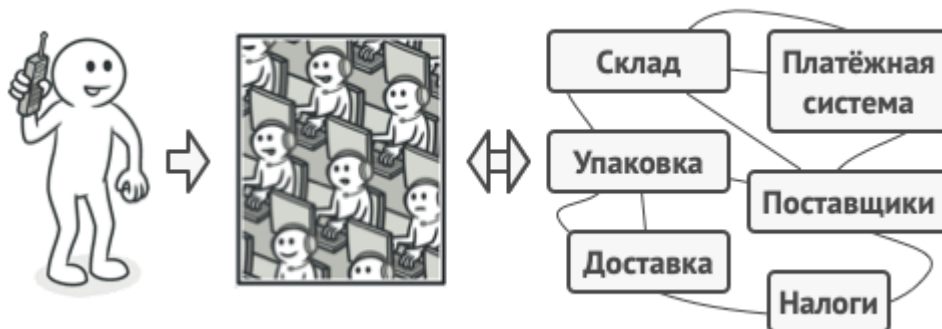 Склад
Платёжная
система
Упаковка
Поставщики
Доставка
Налоги